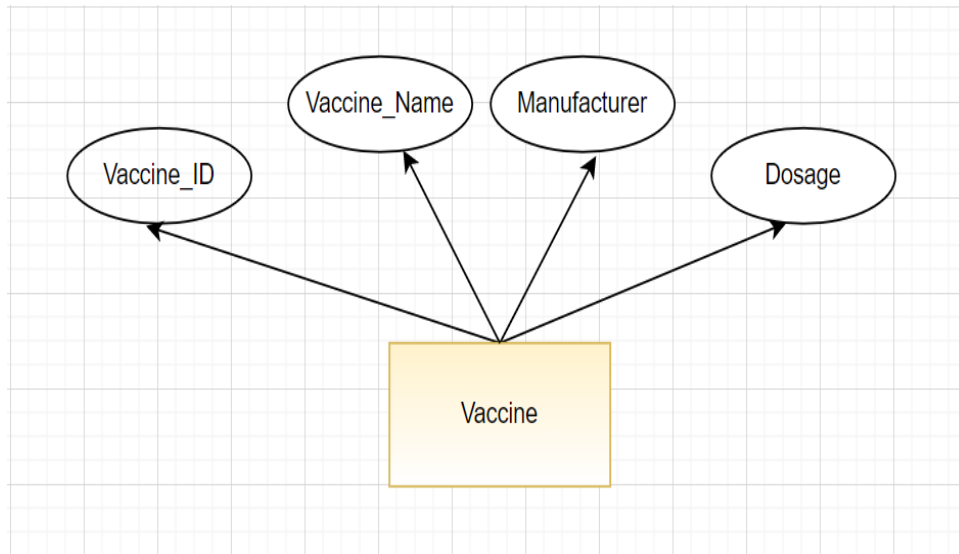 Vaccine_Name
Manufacturer
Vaccine_ID
Dosage
Vaccine